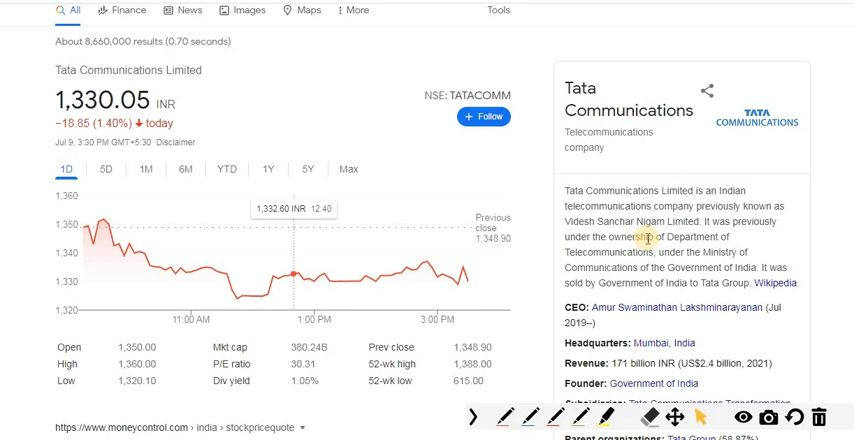 All Finance News Images Maps More Tools
About 8,660,000 results (0.70 seconds)
Tata Communications Limited
1,330.05 INR
−18.85 (1.40%) today
Jul 9, 3:30 PM GMT+5:30 · Disclaimer
NSE: TATACOMM
+ Follow
1D 5D 1M 6M YTD 1Y 5Y Max
1,360
1,350
1,340
1,330
1,320
1,332.60 INR 12:40
Previous
close
1,348.90
11:00 AM 1:00 PM 3:00 PM
Open 1,350.00 Mkt cap 380.24B Prev close 1,348.90
High 1,360.00 P/E ratio 30.31 52-wk high 1,388.00
Low 1,320.10 Div yield 1.05% 52-wk low 615.00
https://www.moneycontrol.com › india › stockpricequote
Tata
Communications
Telecommunications
company
TATA
COMMUNICATIONS
Tata Communications Limited is an Indian
telecommunications company previously known as
Videsh Sanchar Nigam Limited. It was previously
under the ownership of Department of
Telecommunications, under the Ministry of
Communications of the Government of India. It was
sold by Government of India to Tata Group. Wikipedia
CEO: Amur Swaminathan Lakshminarayanan (Jul
2019–)
Headquarters: Mumbai, India
Revenue: 171 billion INR (US$2.4 billion, 2021)
Founder: Government of India
Subsidiaries: Tata Communications Transformation
Parent organizations: Tata Group (58.87%)